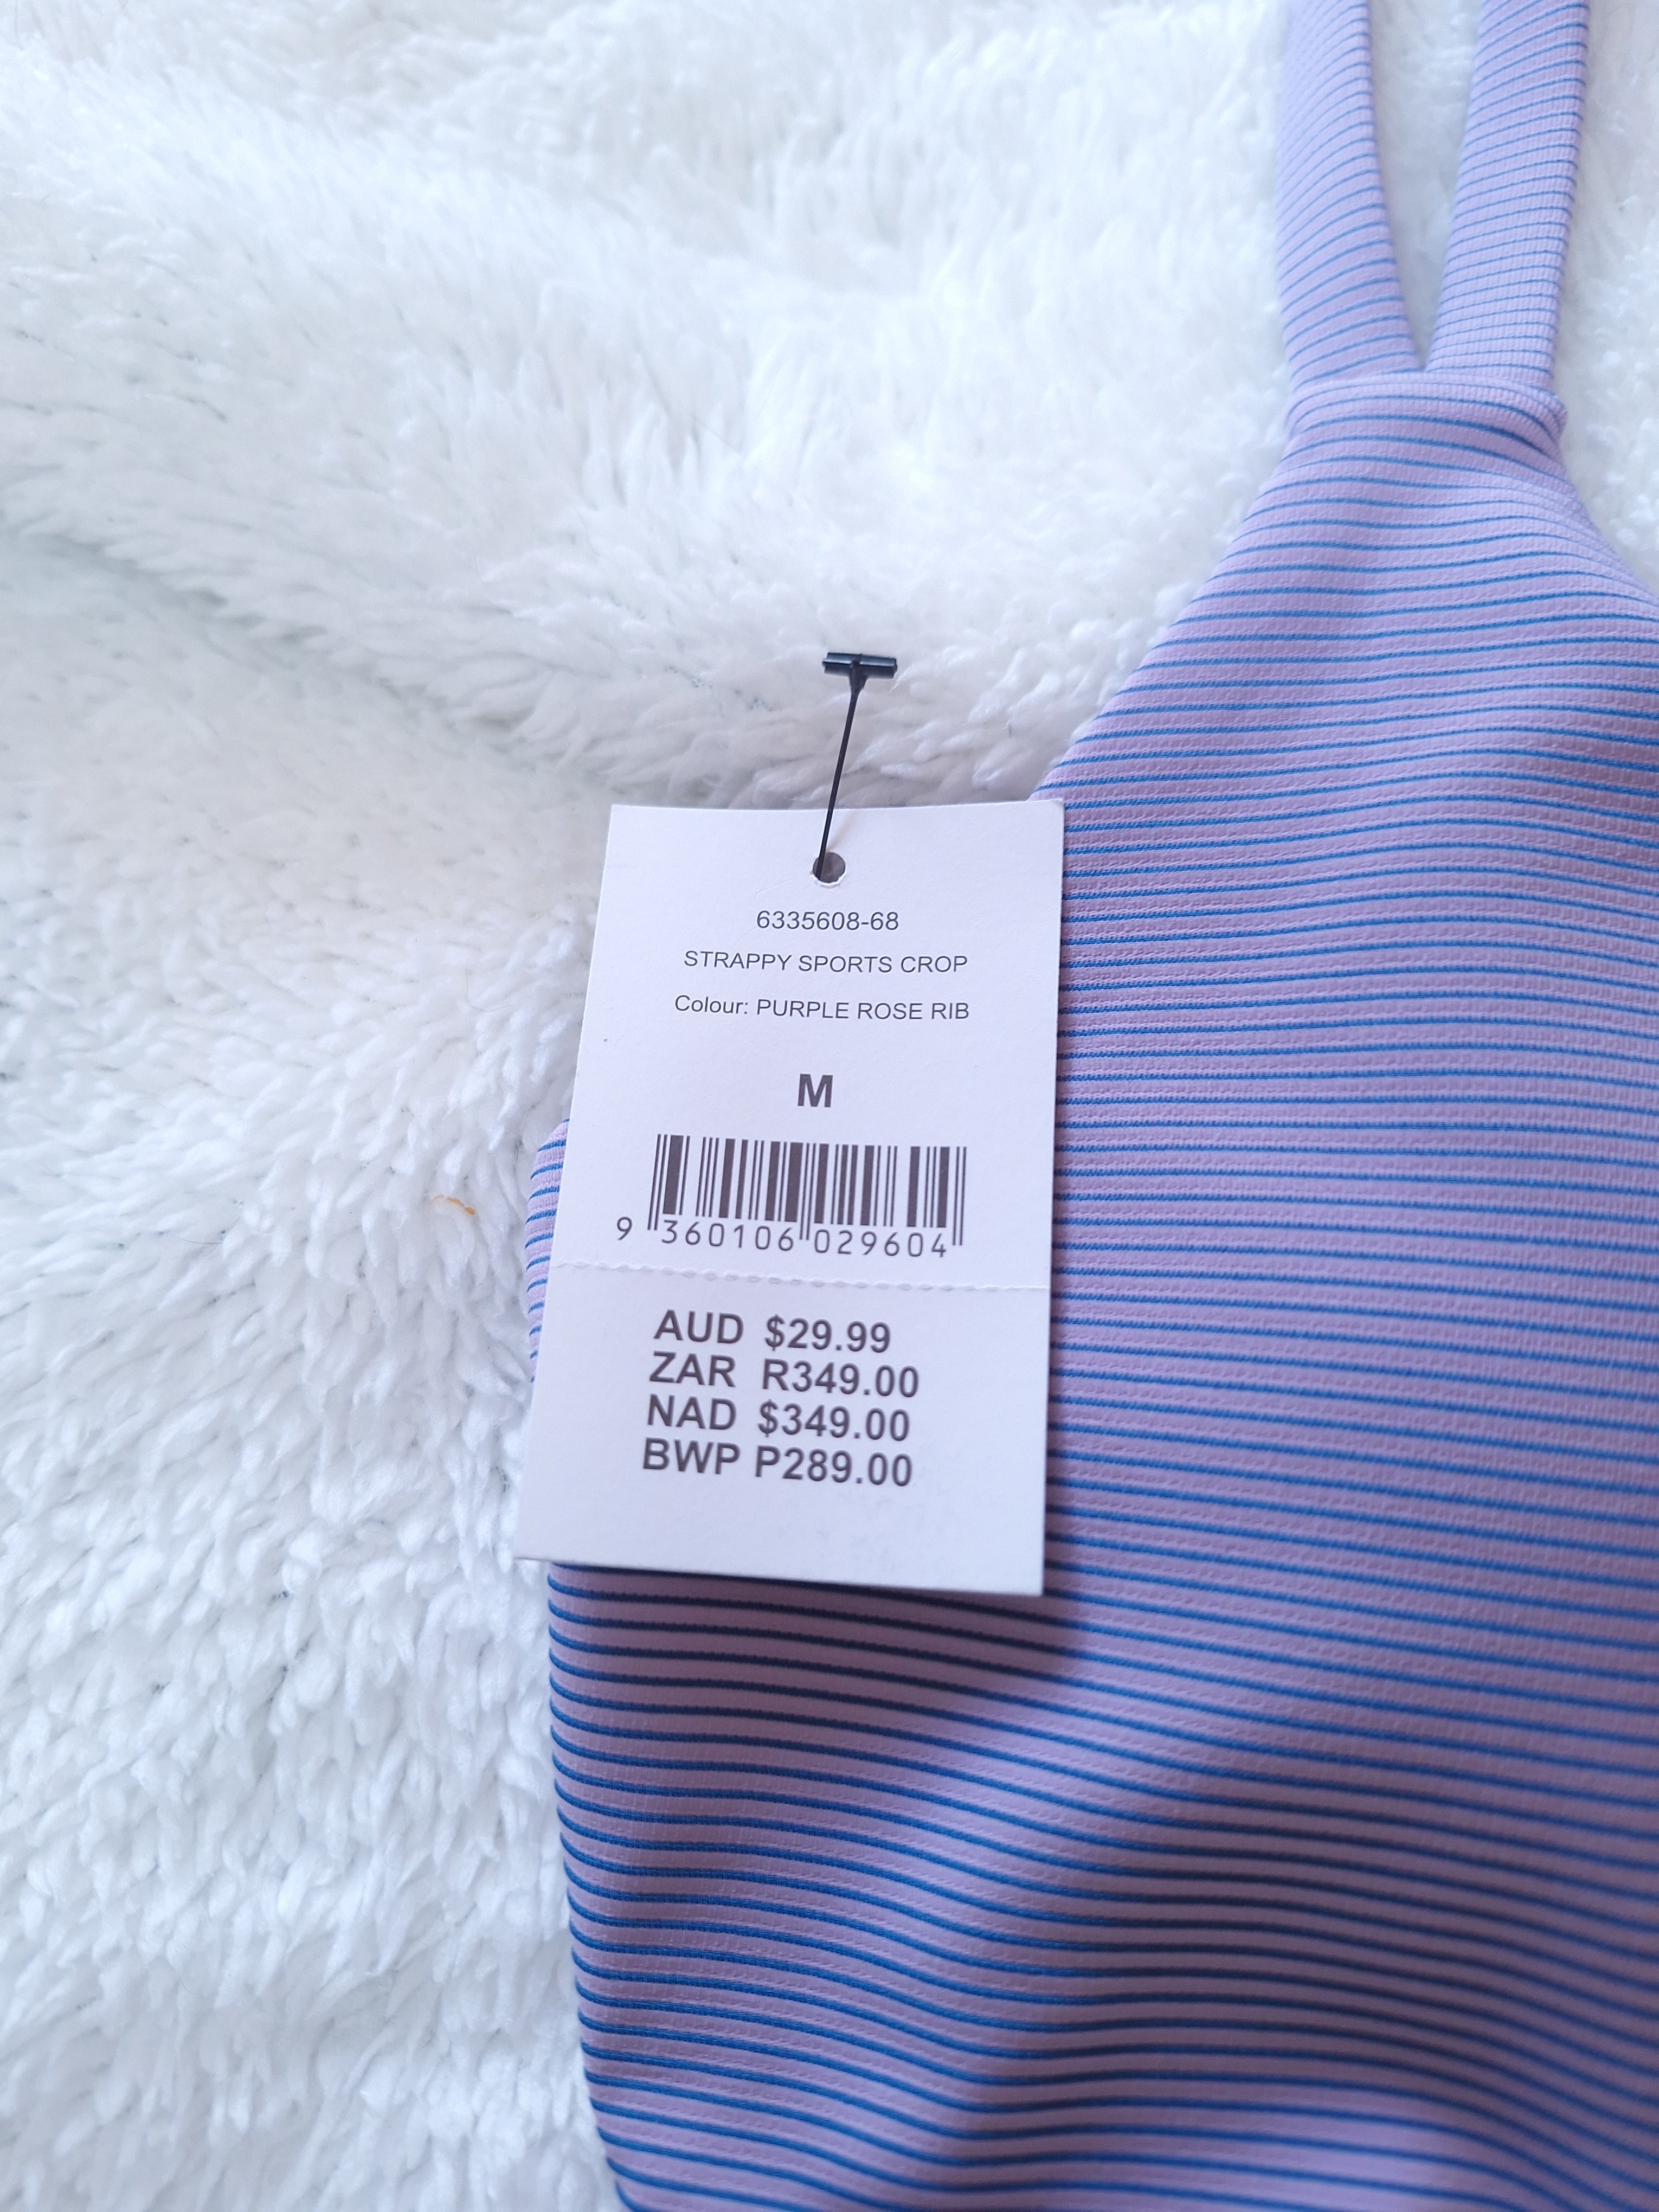 6335608-68
STRAPPY SPORTS CROP
Colour: PURPLE ROSE RIB
M
9 360106 029604
AUD $29.99
ZAR R349.00
NAD $349.00
BWP P289.00